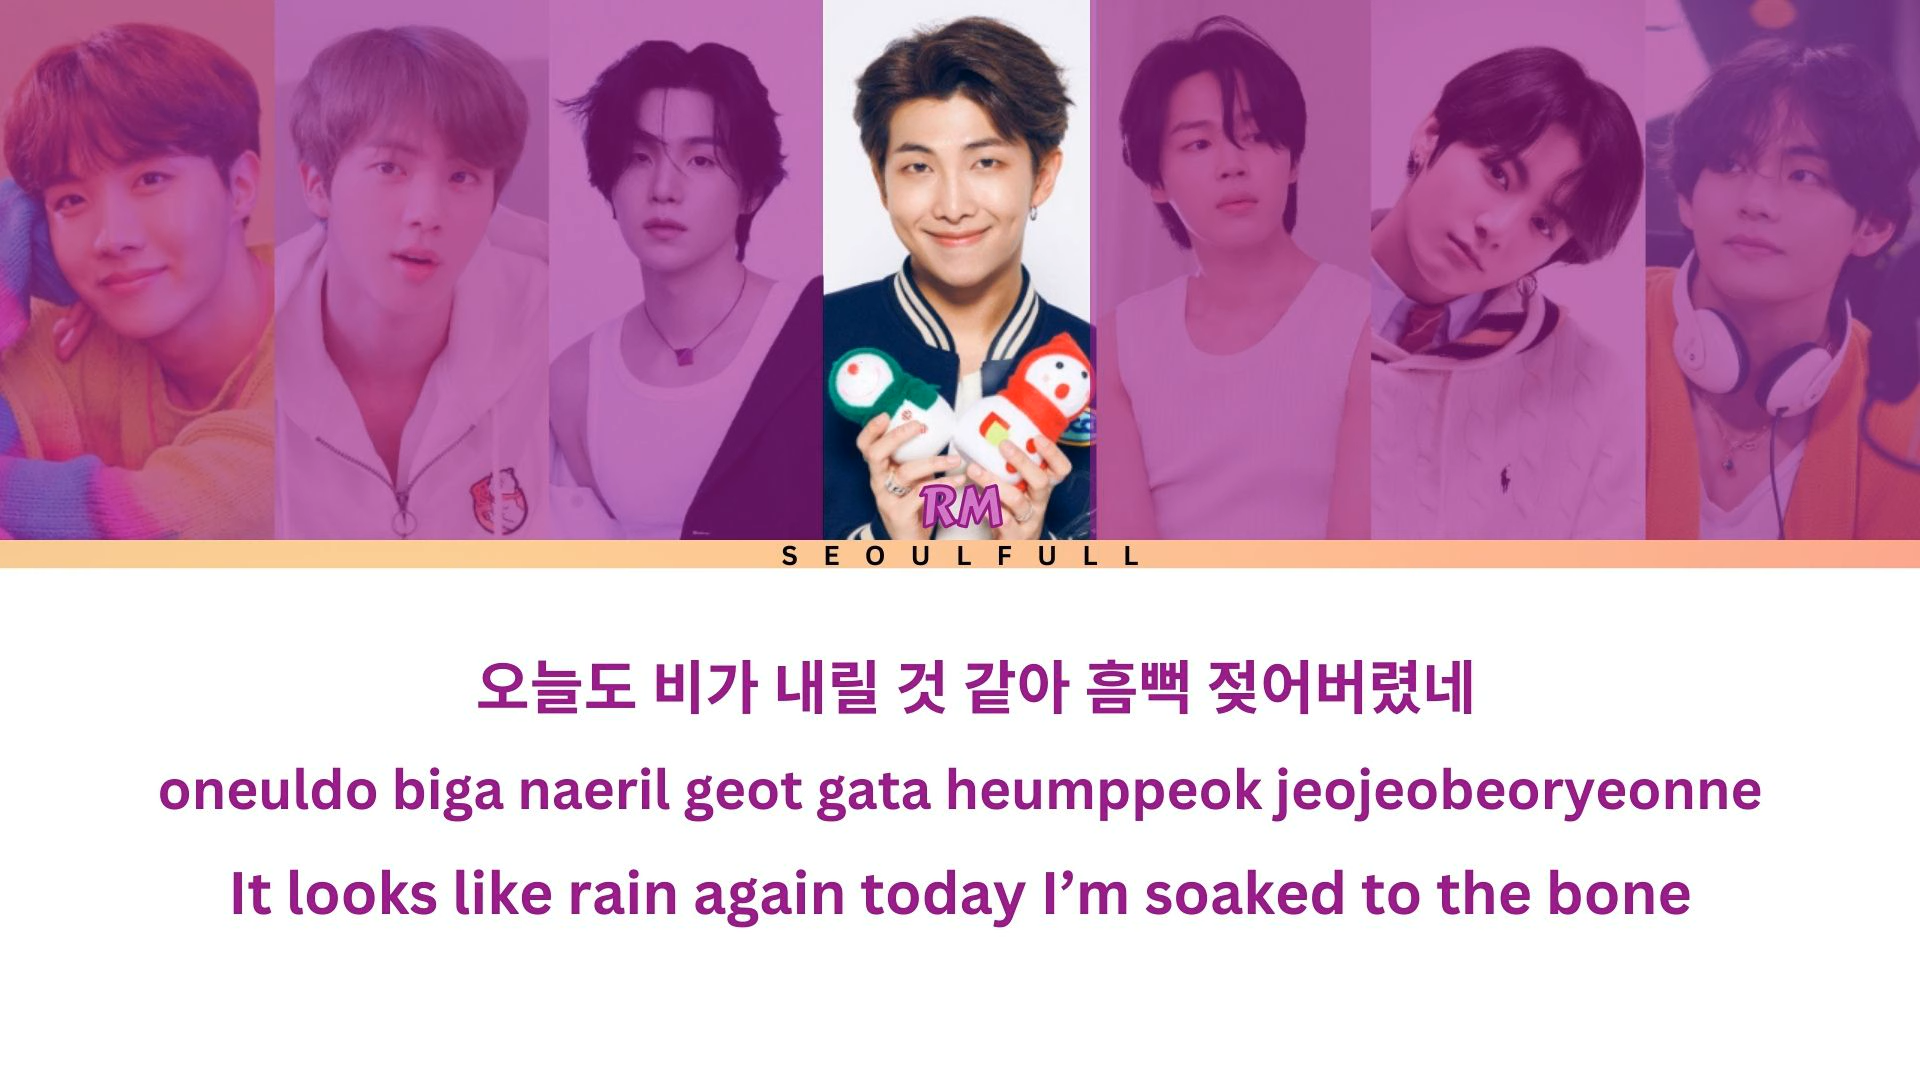 RM
SEOULFULL
오늘도 비가 내릴 것 같아 흠뻑 젖어버렸네
oneuldo biga naeril geot gata heumppeok jeojeobeoryeonne
It looks like rain again today I’m soaked to the bone